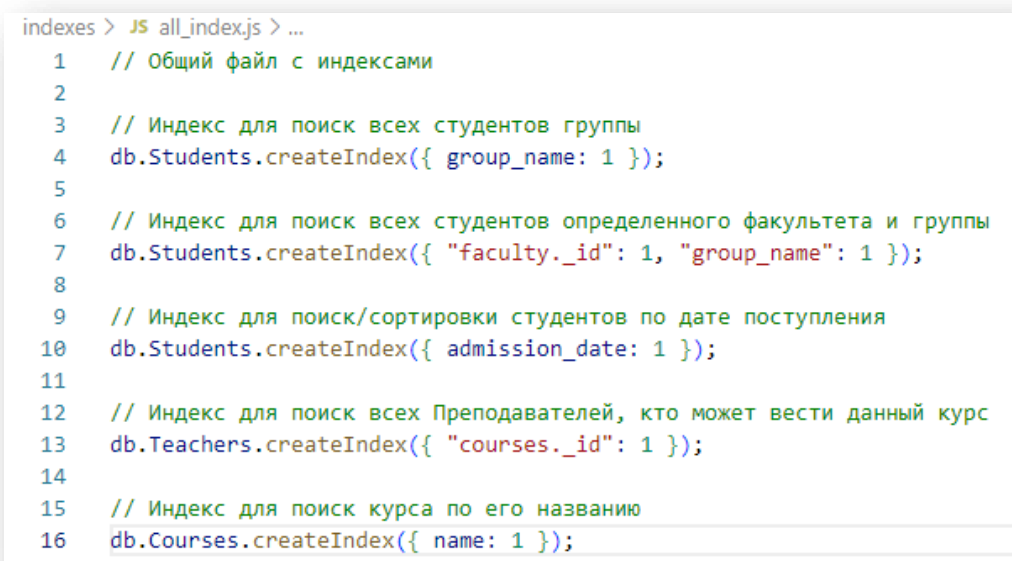 indexes > JS all_index.js > ...
1 // Общий файл с индексами
2
3 // Индекс для поиск всех студентов группы
4 db.Students.createIndex({ group_name: 1 });
5
6 // Индекс для поиск всех студентов определенного факультета и группы
7 db.Students.createIndex({ "faculty._id": 1, "group_name": 1 });
8
9 // Индекс для поиск/сортировки студентов по дате поступления
10 db.Students.createIndex({ admission_date: 1 });
11
12 // Индекс для поиск всех Преподавателей, кто может вести данный курс
13 db.Teachers.createIndex({ "courses._id": 1 });
14
15 // Индекс для поиск курса по его названию
16 db.Courses.createIndex({ name: 1 });